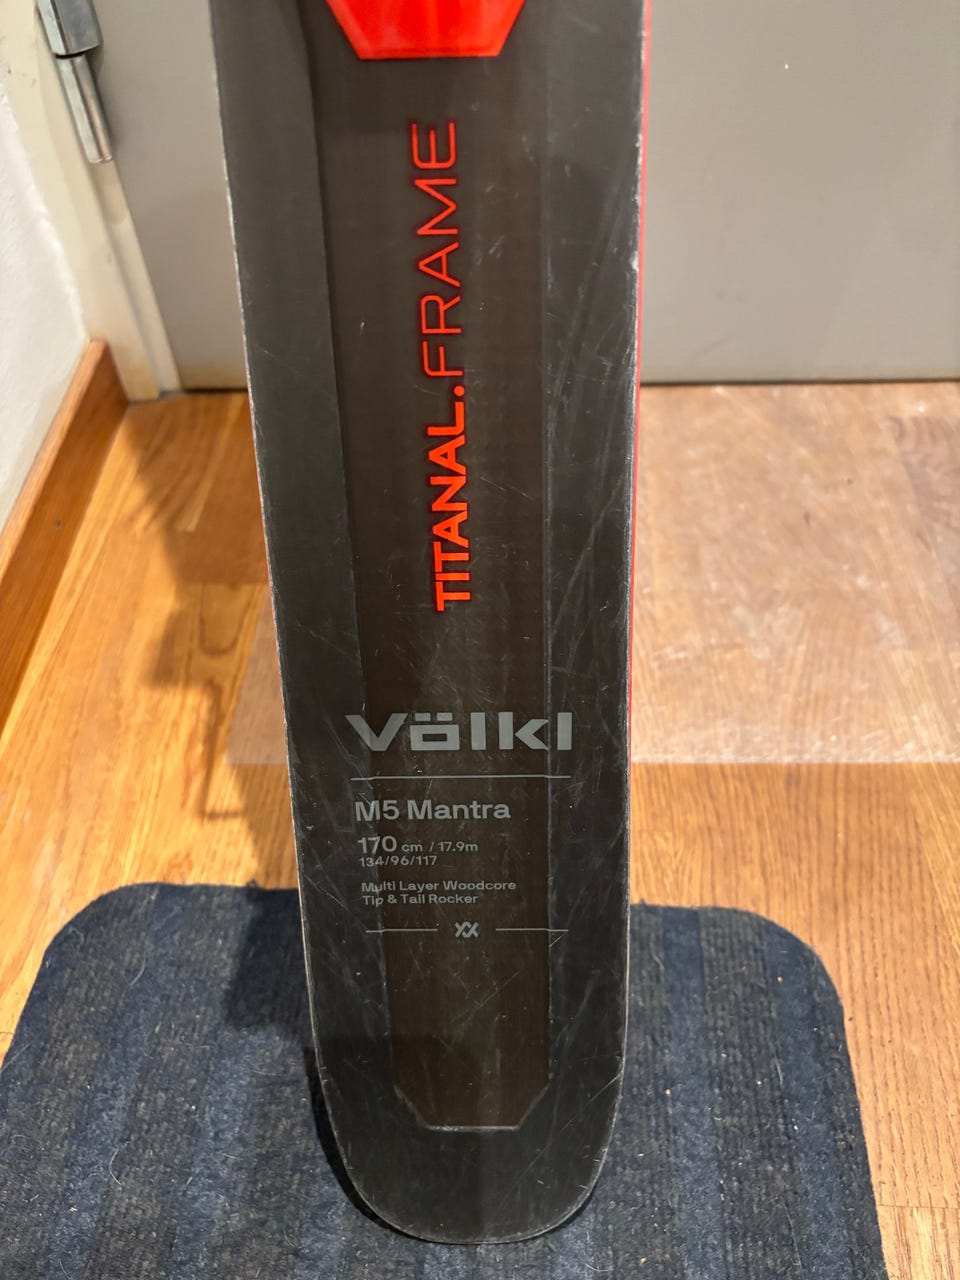 TITANAL.FRAME
Völkl
M5 Mantra
170 cm / 17.9m
134/96/117
Multi Layer Woodcore
Tip & Tail Rocker